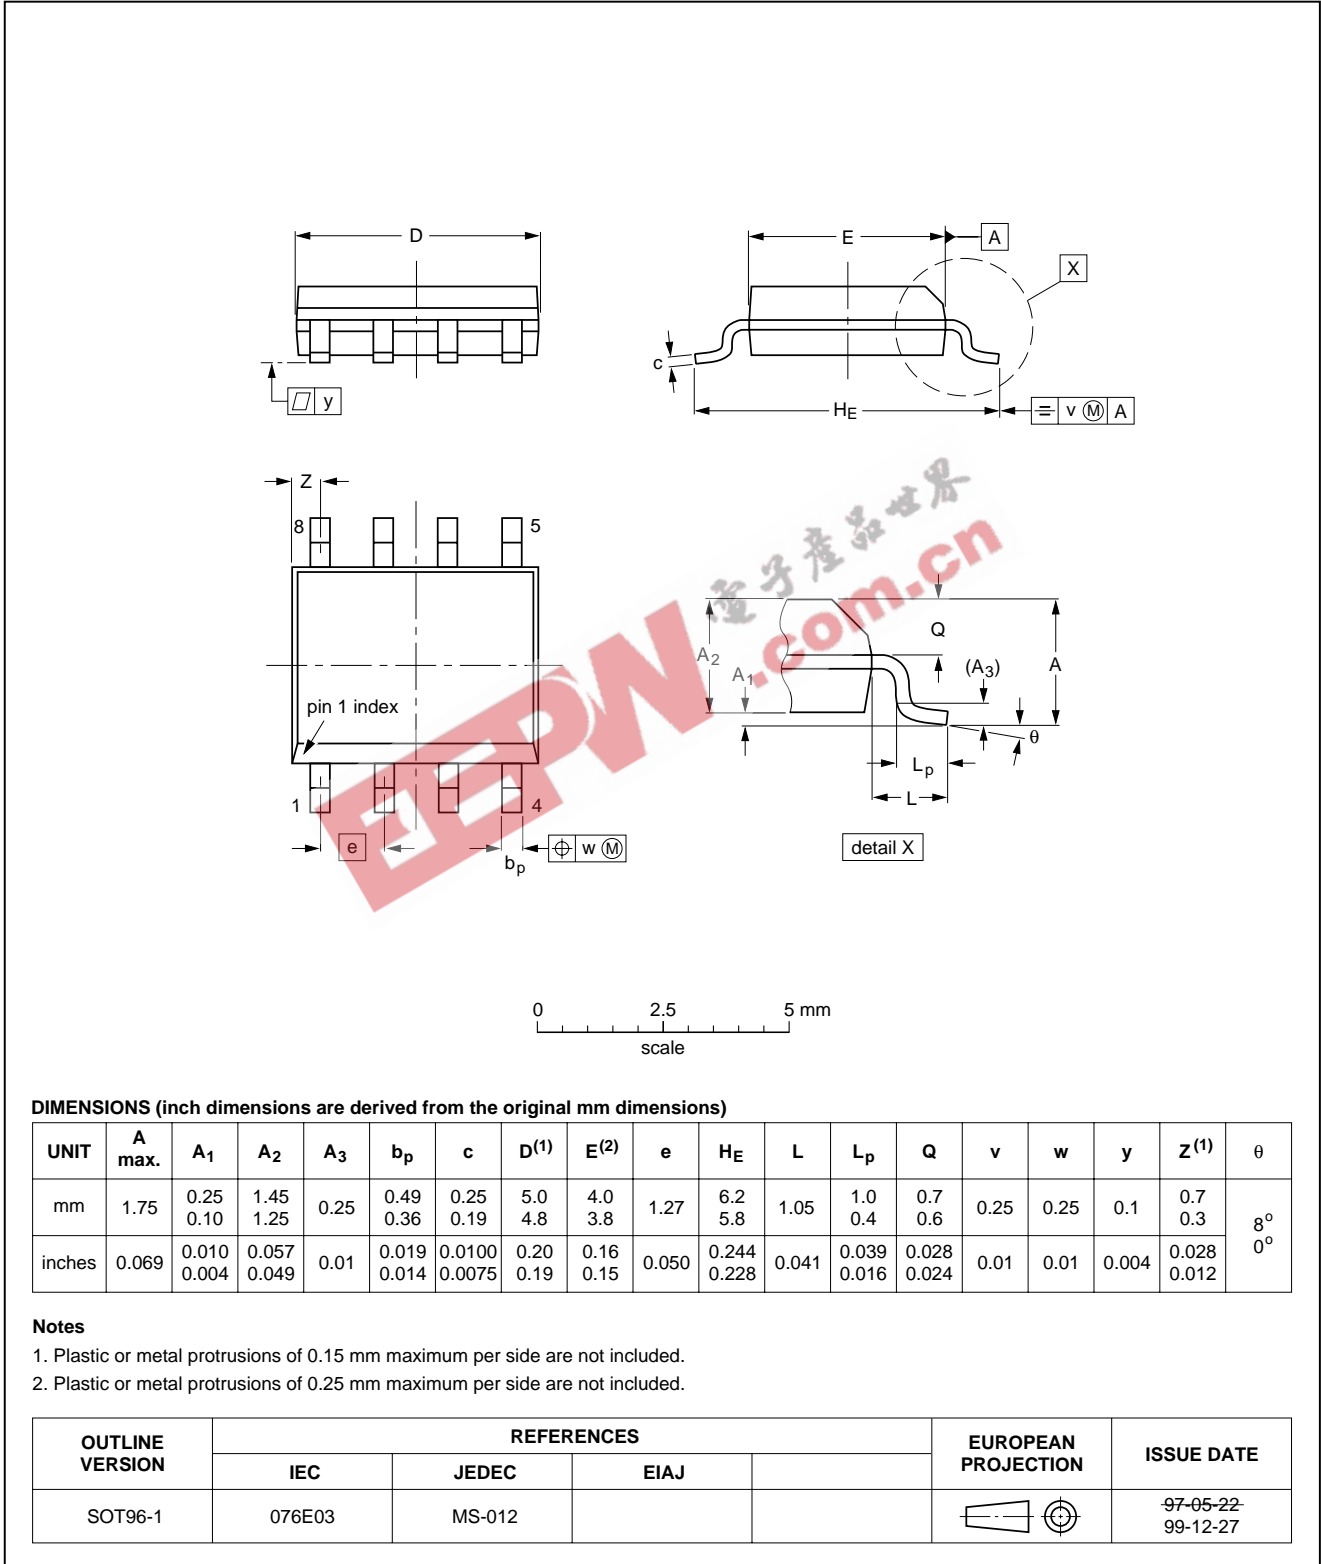 D
E
A
X
c
y
HE
v M A
Z
8
5
電子產品世界
.com.cn
EEPW
Q
A2
A1
(A3)
A
pin 1 index
θ
Lp
L
1
4
e
w M
bp
detail X
0 2.5 5 mm
scale
DIMENSIONS (inch dimensions are derived from the original mm dimensions)
UNIT A max. A1 A2 A3 bp c D(1) E(2) e HE L Lp Q v w y Z(1) θ
mm 1.75 0.25 0.10 1.45 1.25 0.25 0.49 0.36 0.25 0.19 5.0 4.8 4.0 3.8 1.27 6.2 5.8 1.05 1.0 0.4 0.7 0.6 0.25 0.25 0.1 0.7 0.3 8° 0°
inches 0.069 0.010 0.004 0.057 0.049 0.01 0.019 0.014 0.0100 0.0075 0.20 0.19 0.16 0.15 0.050 0.244 0.228 0.041 0.039 0.016 0.028 0.024 0.01 0.01 0.004 0.028 0.012
Notes
1. Plastic or metal protrusions of 0.15 mm maximum per side are not included.
2. Plastic or metal protrusions of 0.25 mm maximum per side are not included.
OUTLINE VERSION REFERENCES EUROPEAN PROJECTION ISSUE DATE
IEC JEDEC EIAJ
SOT96-1 076E03 MS-012 97-05-22
99-12-27